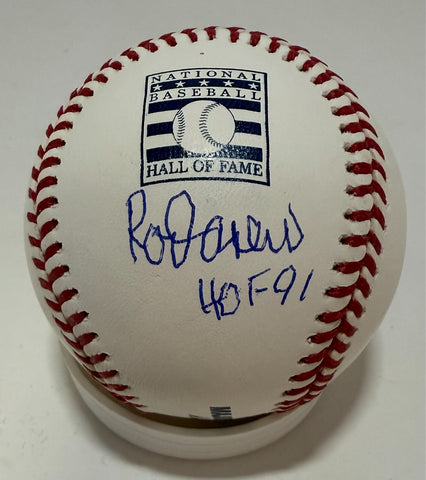 NATIONAL
BASEBALL
HALL OF FAME
Rod Carew
HOF 91